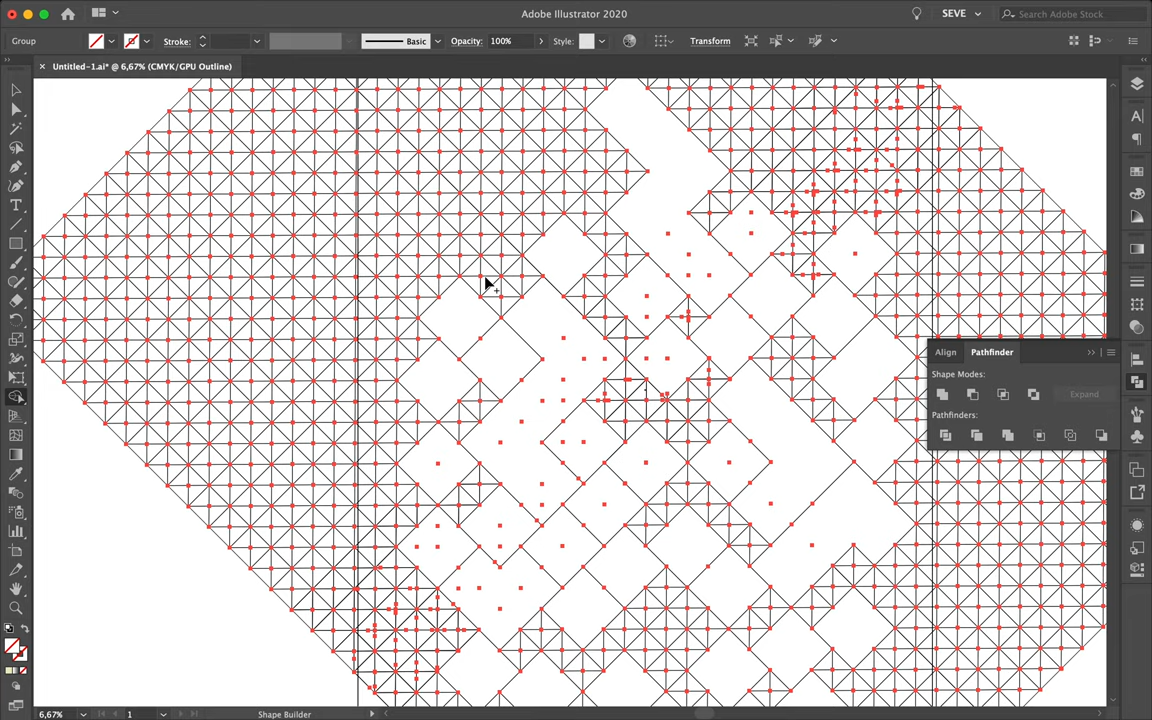 Adobe Illustrator 2020
SEVE
Search Adobe Stock
Group
Stroke:
Basic
Opacity:
100%
Style:
Transform
Untitled-1.ai* @ 6,67% (CMYK/GPU Outline)
Align
Pathfinder
Shape Modes:
Expand
Pathfinders:
6,67%
1
Shape Builder